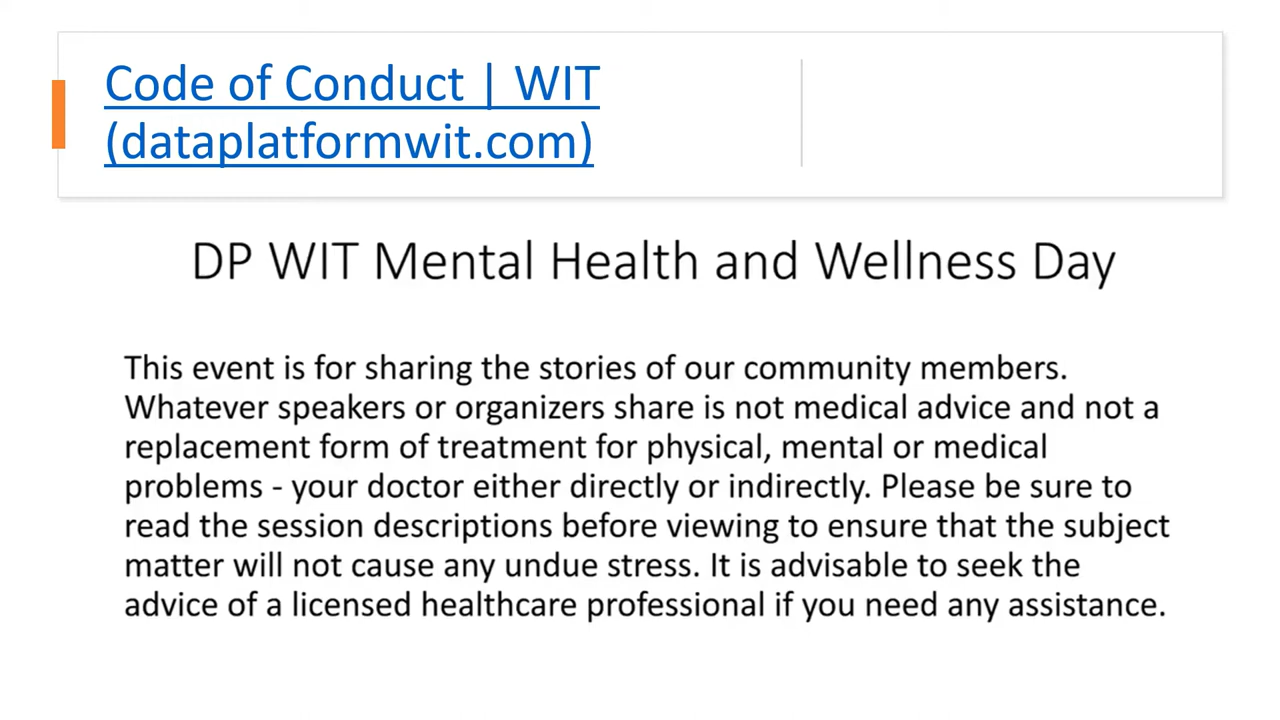 Code of Conduct | WIT
(dataplatformwit.com)
DP WIT Mental Health and Wellness Day
This event is for sharing the stories of our community members.
Whatever speakers or organizers share is not medical advice and not a
replacement form of treatment for physical, mental or medical
problems - your doctor either directly or indirectly. Please be sure to
read the session descriptions before viewing to ensure that the subject
matter will not cause any undue stress. It is advisable to seek the
advice of a licensed healthcare professional if you need any assistance.